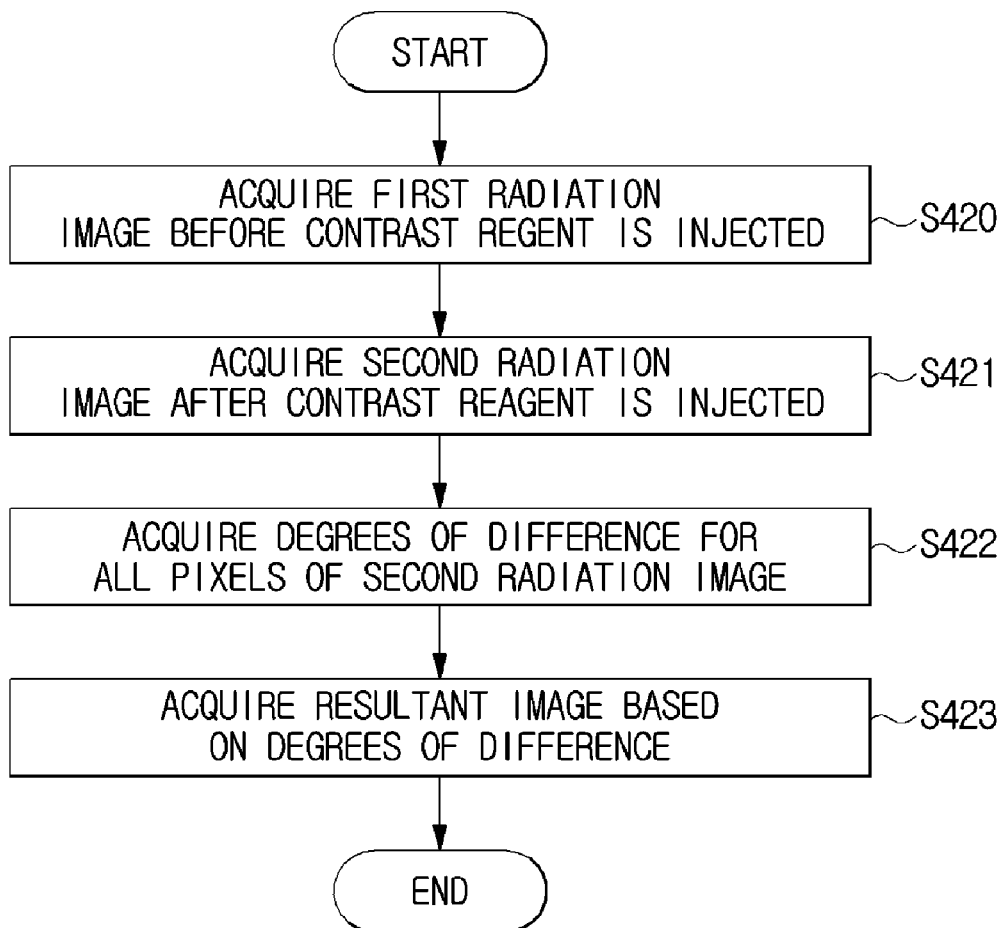 START
ACQUIRE FIRST RADIATION
IMAGE BEFORE CONTRAST REGENT IS INJECTED
S420
ACQUIRE SECOND RADIATION
IMAGE AFTER CONTRAST REAGENT IS INJECTED
S421
ACQUIRE DEGREES OF DIFFERENCE FOR
ALL PIXELS OF SECOND RADIATION IMAGE
S422
ACQUIRE RESULTANT IMAGE BASED
ON DEGREES OF DIFFERENCE
S423
END